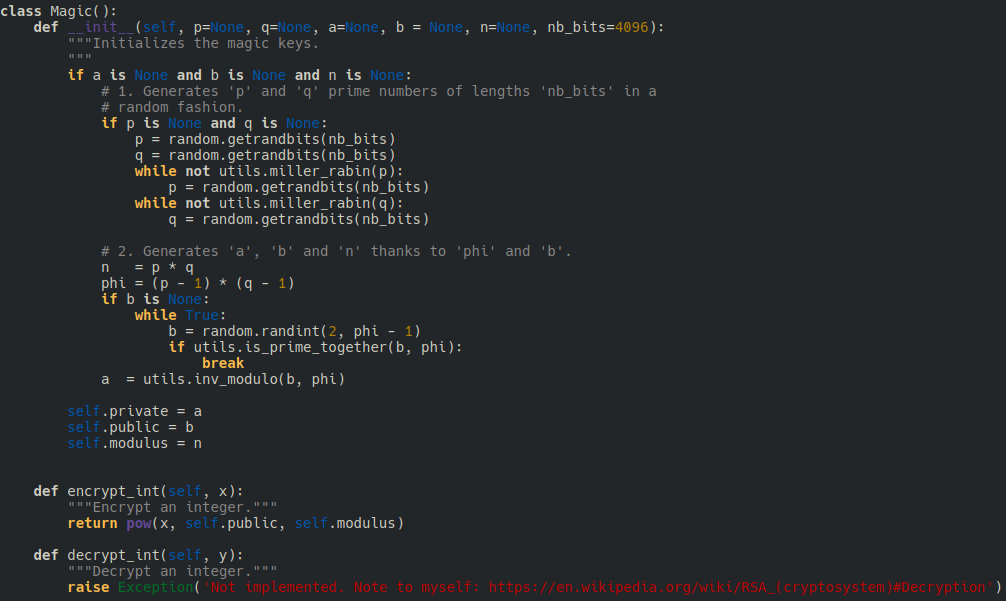 class Magic():
    def __init__(self, p=None, q=None, a=None, b = None, n=None, nb_bits=4096):
        """Initializes the magic keys.
        """
        if a is None and b is None and n is None:
            # 1. Generates 'p' and 'q' prime numbers of lengths 'nb_bits' in a
            # random fashion.
            if p is None and q is None:
                p = random.getrandbits(nb_bits)
                q = random.getrandbits(nb_bits)
                while not utils.miller_rabin(p):
                    p = random.getrandbits(nb_bits)
                while not utils.miller_rabin(q):
                    q = random.getrandbits(nb_bits)

            # 2. Generates 'a', 'b' and 'n' thanks to 'phi' and 'b'.
            n   = p * q
            phi = (p - 1) * (q - 1)
            if b is None:
                while True:
                    b = random.randint(2, phi - 1)
                    if utils.is_prime_together(b, phi):
                        break
            a  = utils.inv_modulo(b, phi)

        self.private = a
        self.public = b
        self.modulus = n


    def encrypt_int(self, x):
        """Encrypt an integer."""
        return pow(x, self.public, self.modulus)

    def decrypt_int(self, y):
        """Decrypt an integer."""
        raise Exception('Not implemented. Note to myself: https://en.wikipedia.org/wiki/RSA_(cryptosystem)#Decryption')